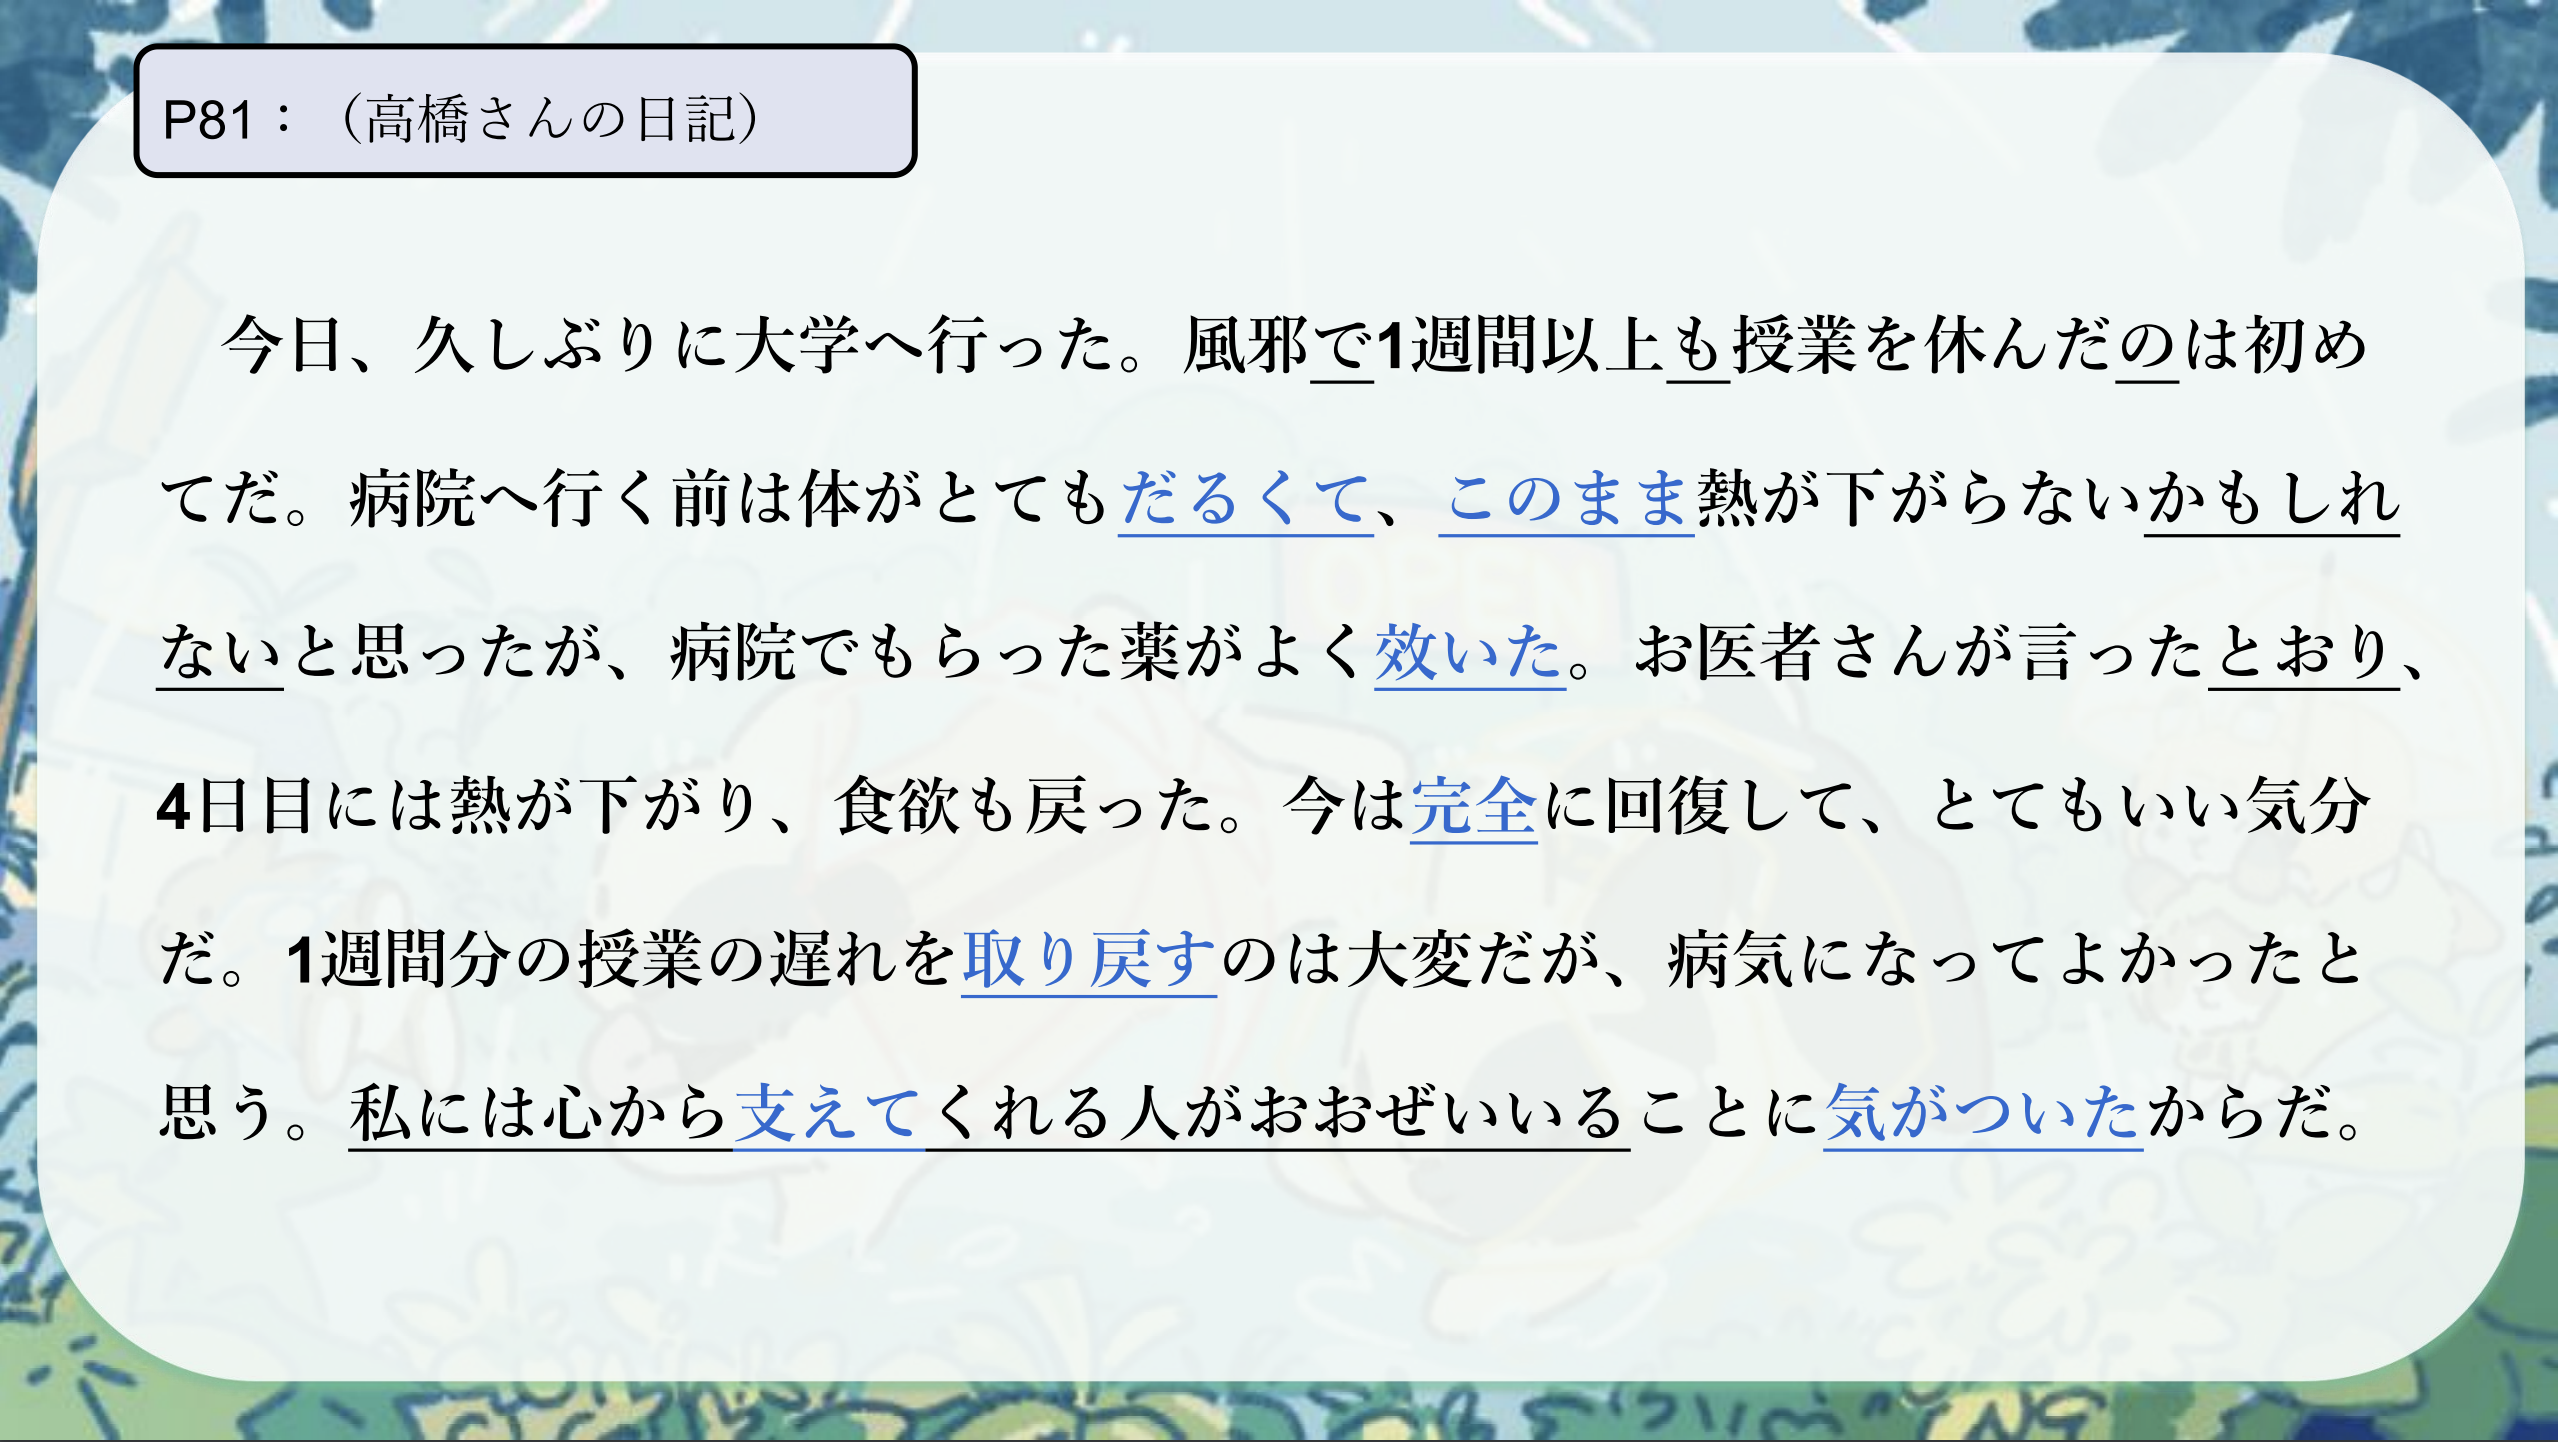 P81：（高橋さんの日記）
今日、久しぶりに大学へ行った。風邪で1週間以上も授業を休んだのは初め
てだ。病院へ行く前は体がとてもだるくて、このまま熱が下がらないかもしれ
ないと思ったが、病院でもらった薬がよく効いた。お医者さんが言ったとおり、
4日目には熱が下がり、食欲も戻った。今は完全に回復して、とてもいい気分
だ。1週間分の授業の遅れを取り戻すのは大変だが、病気になってよかったと
思う。私には心から支えてくれる人がおおぜいいることに気がついたからだ。